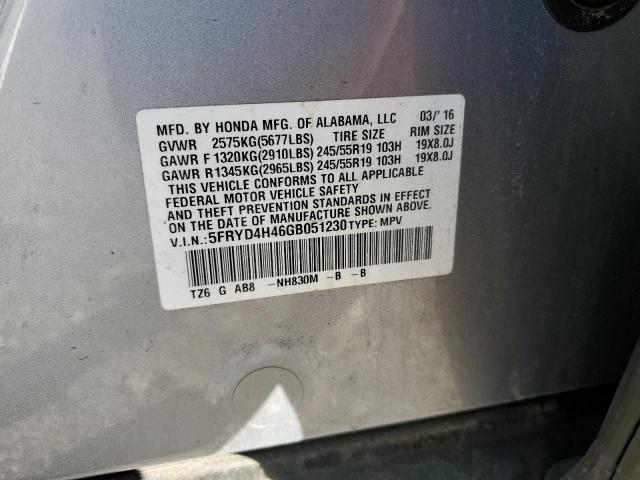 MFD. BY HONDA MFG. OF ALABAMA, LLC 03/'16
GVWR 2575KG(5677LBS) TIRE SIZE RIM SIZE
GAWR F 1320KG(2910LBS) 245/55R19 103H 19X8.0J
GAWR R 1345KG(2965LBS) 245/55R19 103H 19X8.0J
THIS VEHICLE CONFORMS TO ALL APPLICABLE
FEDERAL MOTOR VEHICLE SAFETY
AND THEFT PREVENTION STANDARDS IN EFFECT
ON THE DATE OF MANUFACTURE SHOWN ABOVE.
V.I.N.: 5FRYD4H46GB051230 TYPE: MPV
TZ6 G AB8 -NH830M -B -B